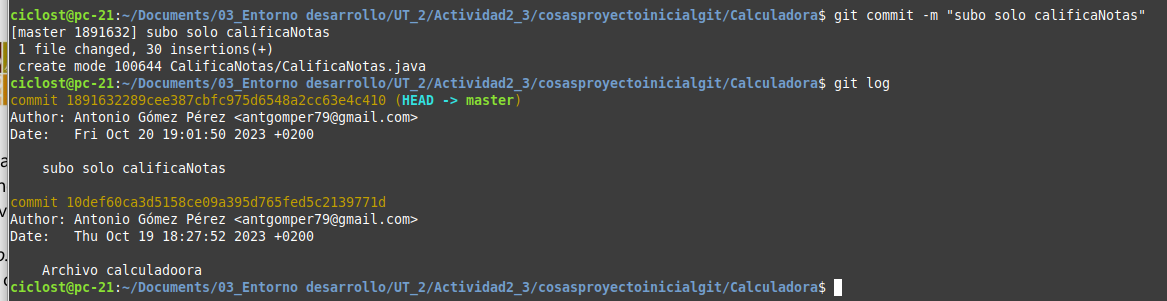 ciclost@pc-21:~/Documents/03_Entorno desarrollo/UT_2/Actividad2_3/cosasproyectoinicialgit/Calculadora$ git commit -m "subo solo calificaNotas"
[master 1891632] subo solo calificaNotas
 1 file changed, 30 insertions(+)
 create mode 100644 CalificaNotas/CalificaNotas.java
ciclost@pc-21:~/Documents/03_Entorno desarrollo/UT_2/Actividad2_3/cosasproyectoinicialgit/Calculadora$ git log
commit 1891632289cee387cbfc975d6548a2cc63e4c410 (HEAD -> master)
Author: Antonio Gómez Pérez <antgomper79@gmail.com>
Date:   Fri Oct 20 19:01:50 2023 +0200

    subo solo calificaNotas

commit 10def60ca3d5158ce09a395d765fed5c2139771d
Author: Antonio Gómez Pérez <antgomper79@gmail.com>
Date:   Thu Oct 19 18:27:52 2023 +0200

    Archivo calculadoora
ciclost@pc-21:~/Documents/03_Entorno desarrollo/UT_2/Actividad2_3/cosasproyectoinicialgit/Calculadora$